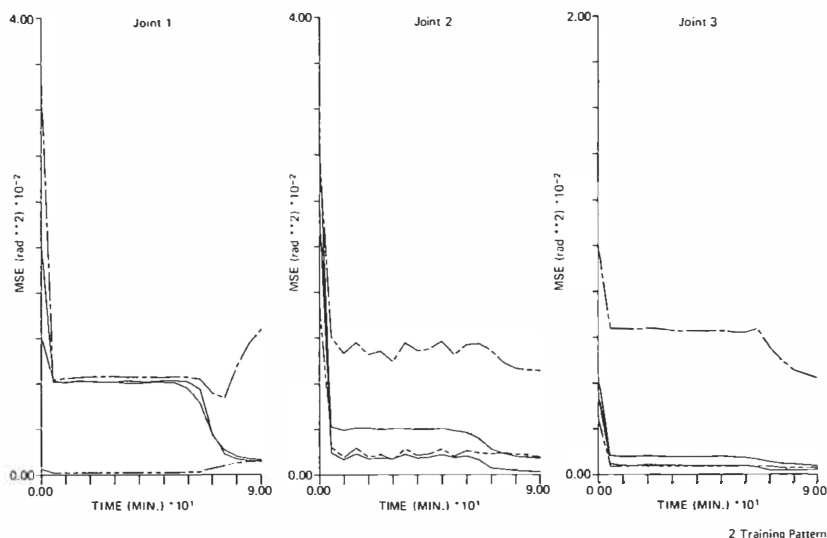 4.00
Joint 1
MSE (rad **2) *10⁻²
0.00
0.00
9.00
TIME (MIN.) *10¹
4.00
Joint 2
MSE (rad **2) *10⁻²
0.00
0.00
9.00
TIME (MIN.) *10¹
2.00
Joint 3
MSE (rad **2) *10⁻²
0.00
0 00
9.00
TIME (MIN.) *10¹
2 Training Pattern